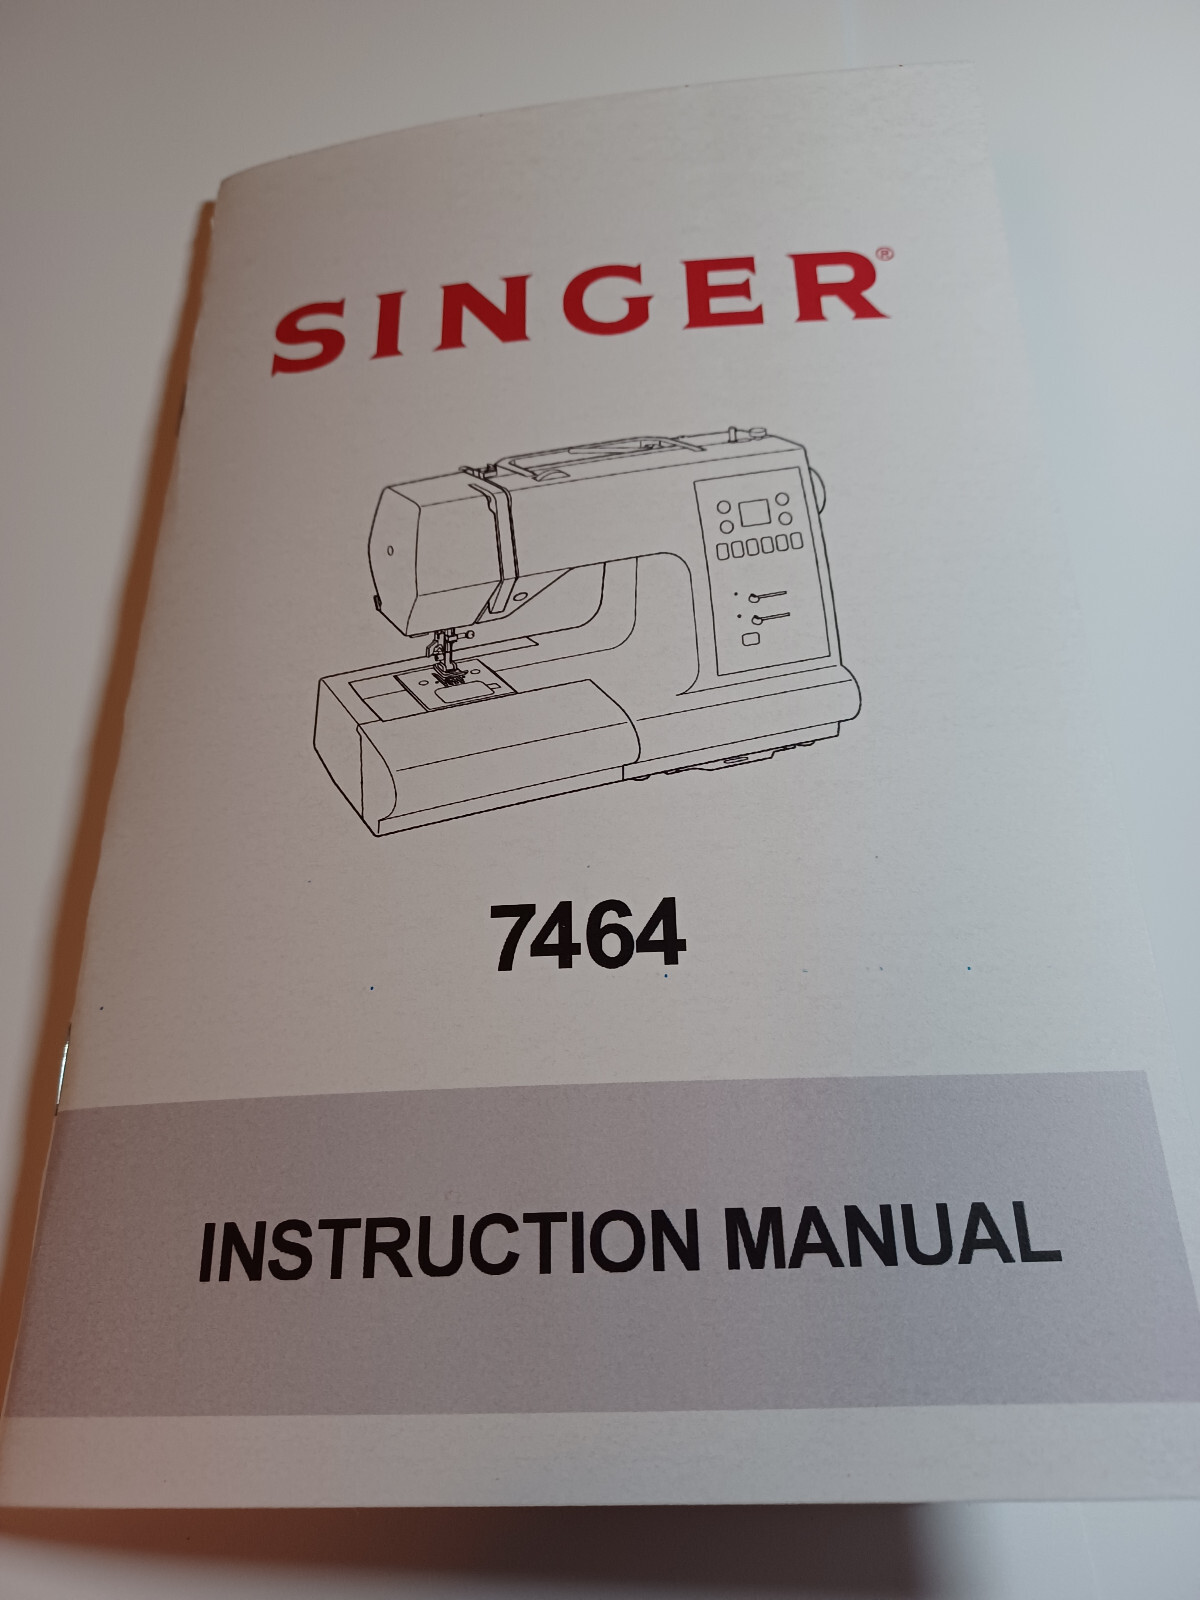 SINGER®
7464
INSTRUCTION MANUAL